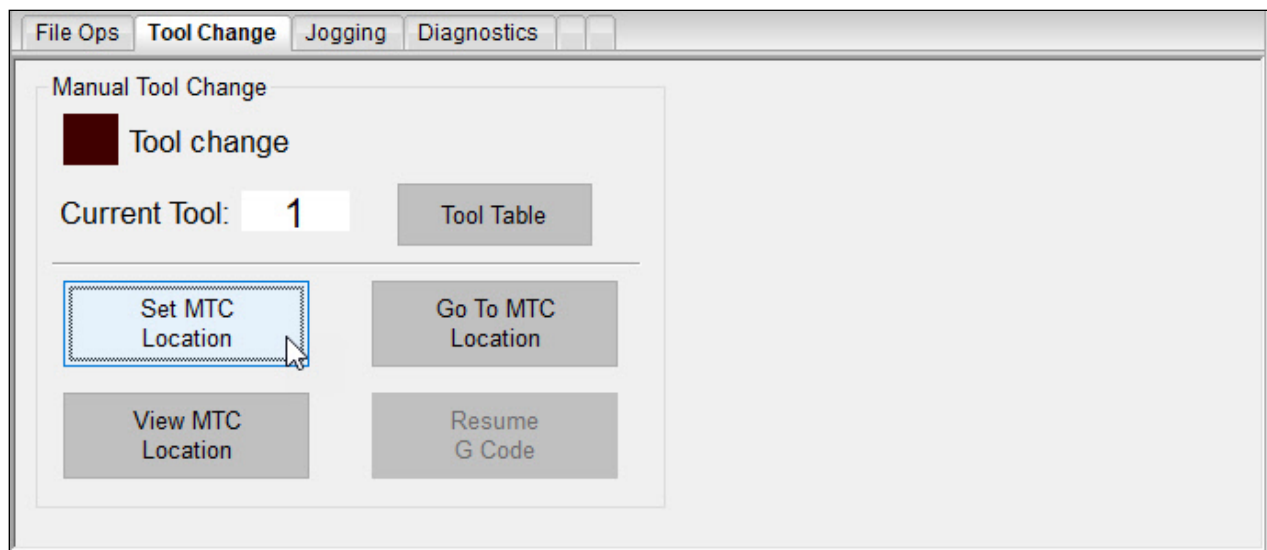 File Ops Tool Change Jogging Diagnostics
Manual Tool Change
Tool change
Current Tool: 1 Tool Table
Set MTC
Location
Go To MTC
Location
View MTC
Location
Resume
G Code